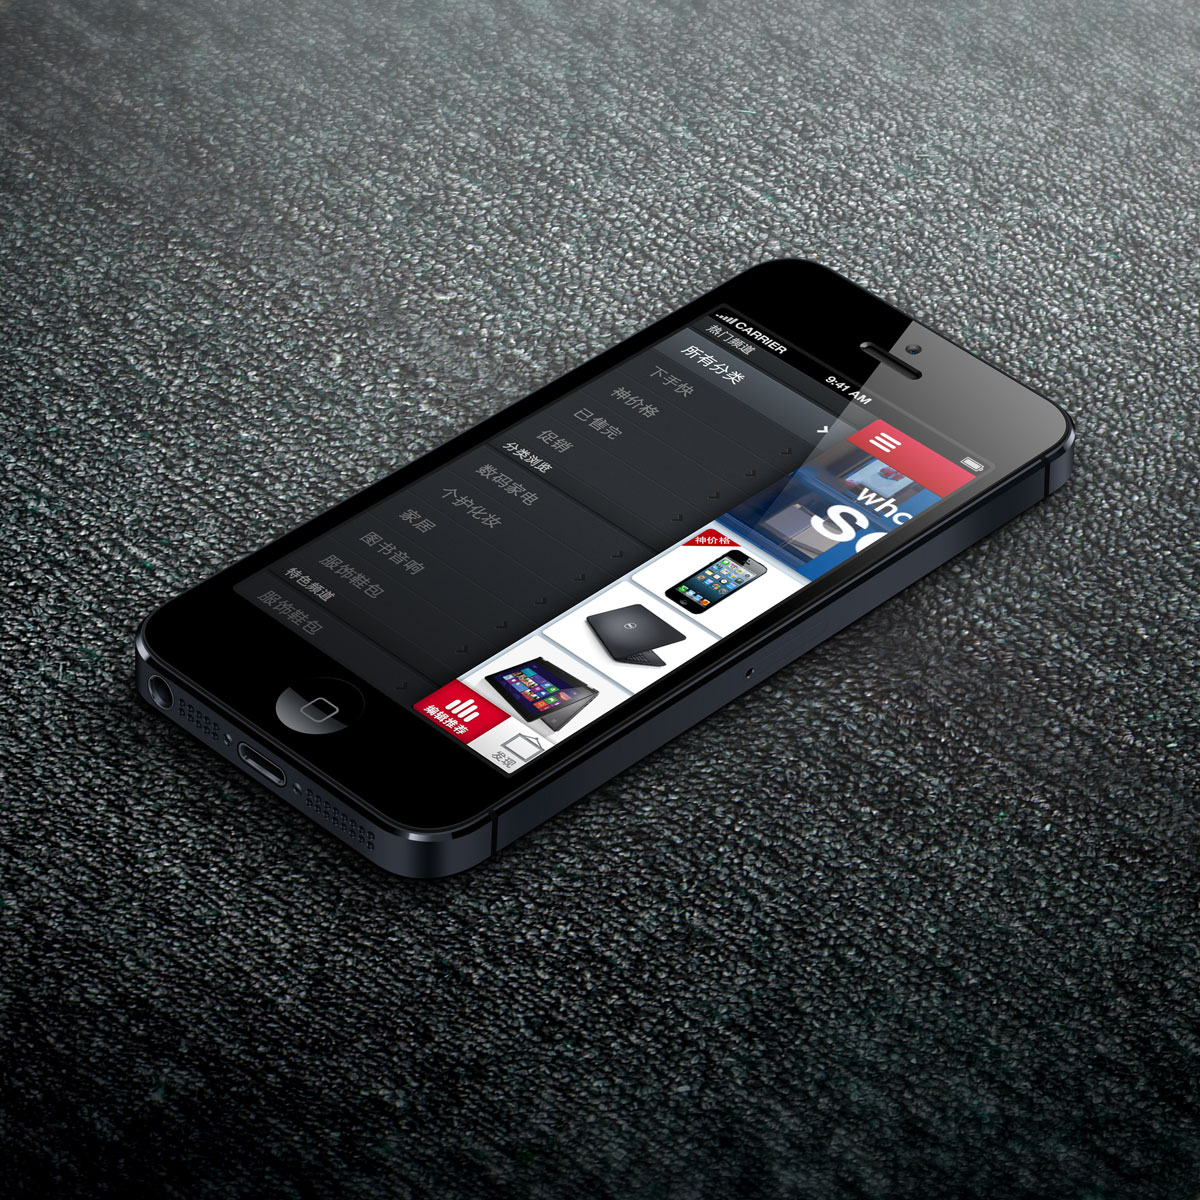 CARRIER
9:41 AM
热门频道
所有分类
下手快
神价格
已售完
促销
分类浏览
数码家电
个护化妆
家居
图书音响
服饰鞋包
特色频道
服饰鞋包
who
S
神价格
编辑推荐
发现